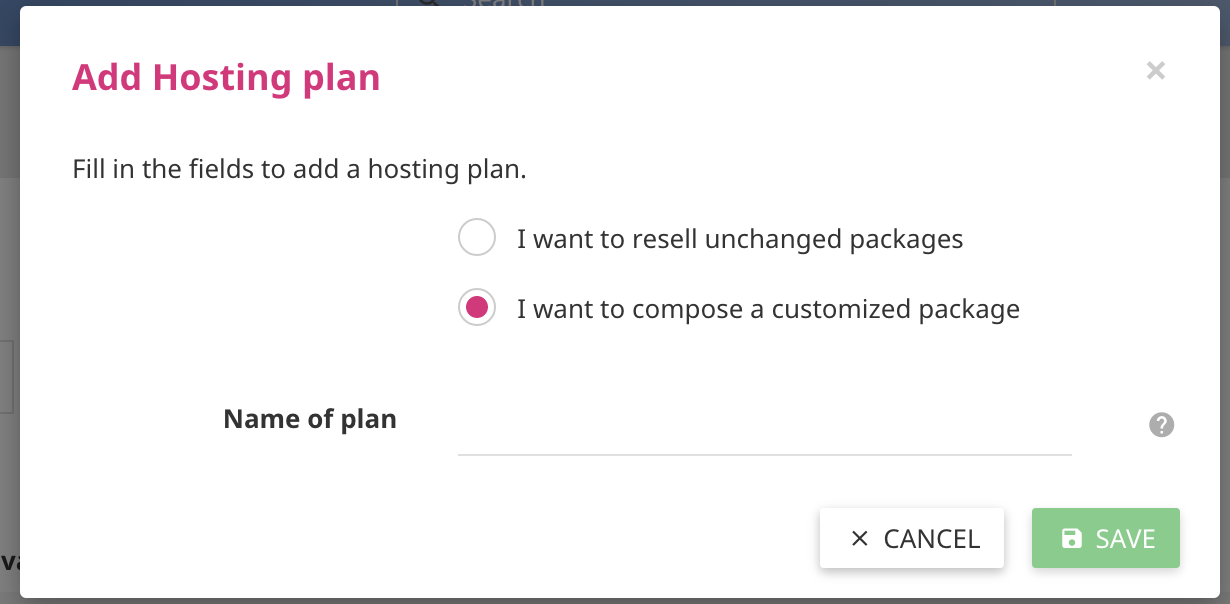 Search
Add Hosting plan
×
Fill in the fields to add a hosting plan.
I want to resell unchanged packages
I want to compose a customized package
Name of plan
?
× CANCEL
SAVE